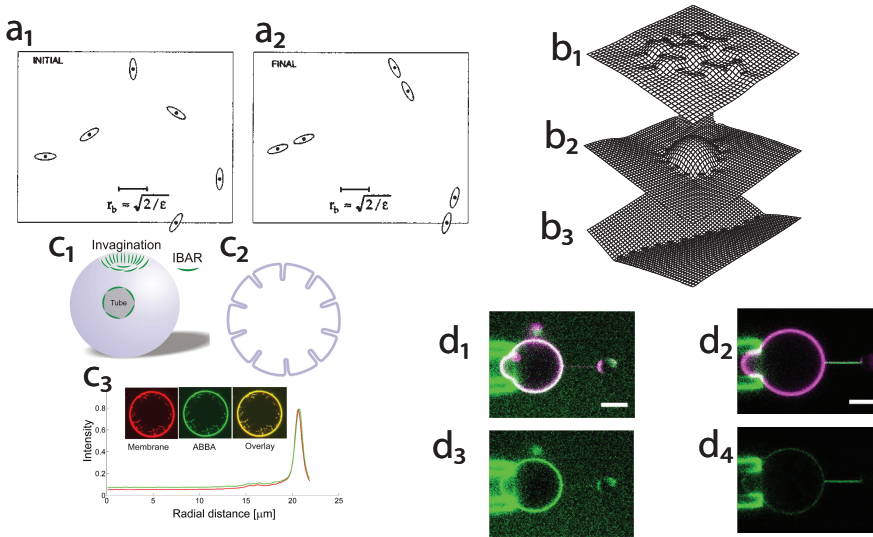 a1
INITIAL
rb ≈ √2/ε
a2
FINAL
rb ≈ √2/ε
b1
b2
b3
c1
Invagination
IBAR
Tube
c2
c3
Intensity
0.8
0.6
0.4
0.2
0
0
5
10
15
20
25
Membrane
ABBA
Overlay
Radial distance [μm]
d1
d2
d3
d4